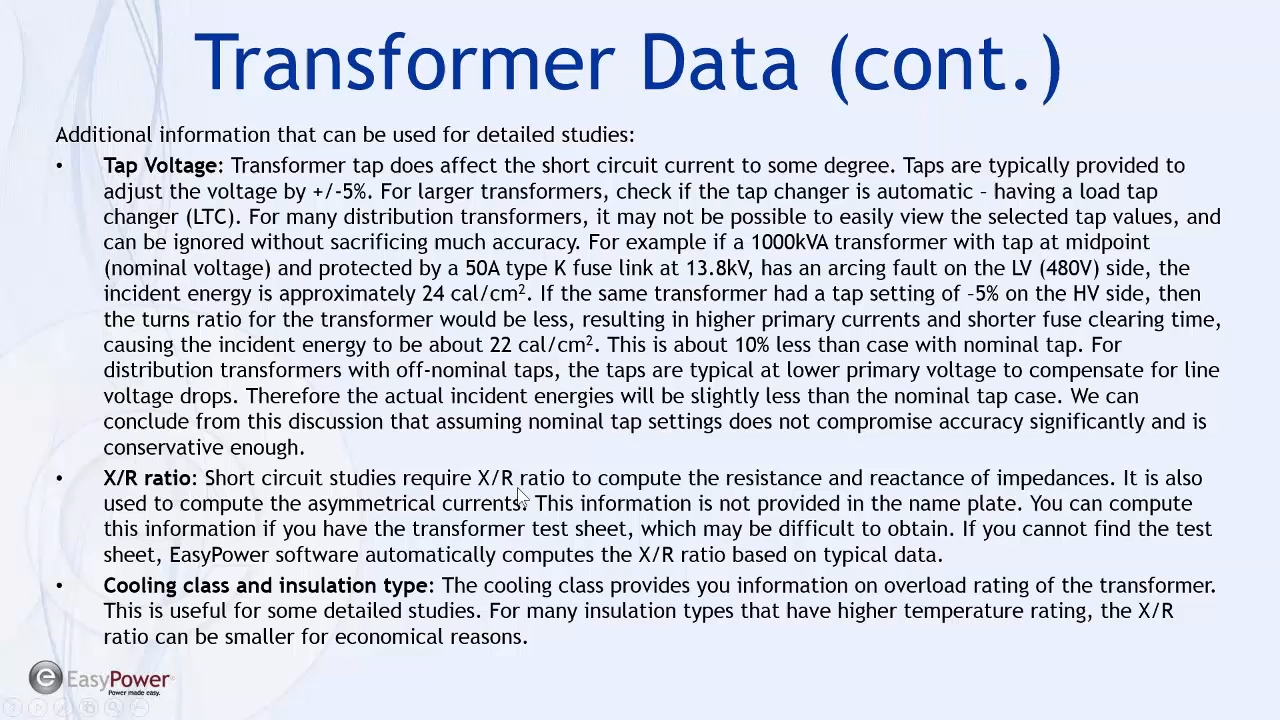 Transformer Data (cont.)
Additional information that can be used for detailed studies:
• Tap Voltage: Transformer tap does affect the short circuit current to some degree. Taps are typically provided to
adjust the voltage by +/-5%. For larger transformers, check if the tap changer is automatic – having a load tap
changer (LTC). For many distribution transformers, it may not be possible to easily view the selected tap values, and
can be ignored without sacrificing much accuracy. For example if a 1000kVA transformer with tap at midpoint
(nominal voltage) and protected by a 50A type K fuse link at 13.8kV, has an arcing fault on the LV (480V) side, the
incident energy is approximately 24 cal/cm². If the same transformer had a tap setting of –5% on the HV side, then
the turns ratio for the transformer would be less, resulting in higher primary currents and shorter fuse clearing time,
causing the incident energy to be about 22 cal/cm². This is about 10% less than case with nominal tap. For
distribution transformers with off-nominal taps, the taps are typical at lower primary voltage to compensate for line
voltage drops. Therefore the actual incident energies will be slightly less than the nominal tap case. We can
conclude from this discussion that assuming nominal tap settings does not compromise accuracy significantly and is
conservative enough.
• X/R ratio: Short circuit studies require X/R ratio to compute the resistance and reactance of impedances. It is also
used to compute the asymmetrical currents. This information is not provided in the name plate. You can compute
this information if you have the transformer test sheet, which may be difficult to obtain. If you cannot find the test
sheet, EasyPower software automatically computes the X/R ratio based on typical data.
• Cooling class and insulation type: The cooling class provides you information on overload rating of the transformer.
This is useful for some detailed studies. For many insulation types that have higher temperature rating, the X/R
ratio can be smaller for economical reasons.
EasyPower
Power made easy.